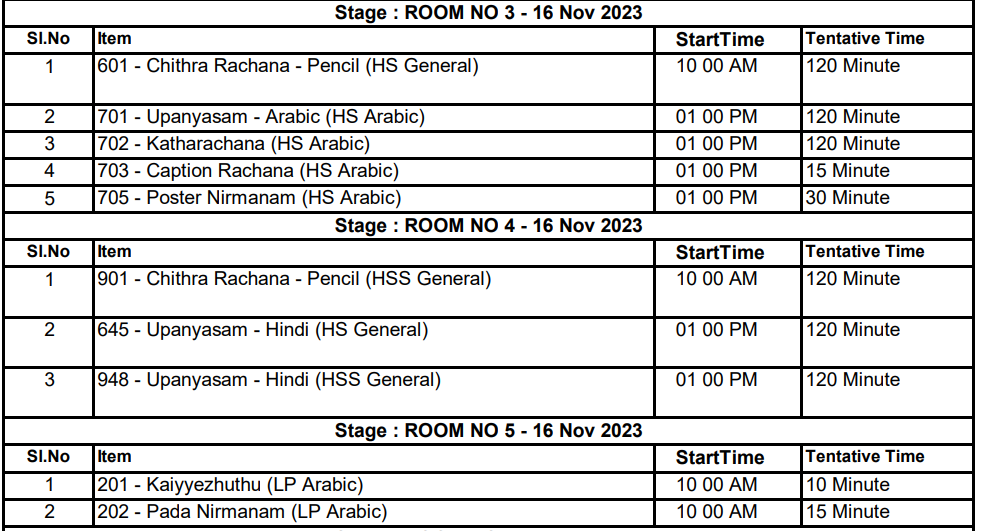 Stage : ROOM NO 3 - 16 Nov 2023
Sl.No Item StartTime Tentative Time
1 601 - Chithra Rachana - Pencil (HS General) 10 00 AM 120 Minute
2 701 - Upanyasam - Arabic (HS Arabic) 01 00 PM 120 Minute
3 702 - Katharachana (HS Arabic) 01 00 PM 120 Minute
4 703 - Caption Rachana (HS Arabic) 01 00 PM 15 Minute
5 705 - Poster Nirmanam (HS Arabic) 01 00 PM 30 Minute
Stage : ROOM NO 4 - 16 Nov 2023
Sl.No Item StartTime Tentative Time
1 901 - Chithra Rachana - Pencil (HSS General) 10 00 AM 120 Minute
2 645 - Upanyasam - Hindi (HS General) 01 00 PM 120 Minute
3 948 - Upanyasam - Hindi (HSS General) 01 00 PM 120 Minute
Stage : ROOM NO 5 - 16 Nov 2023
Sl.No Item StartTime Tentative Time
1 201 - Kaiyyezhuthu (LP Arabic) 10 00 AM 10 Minute
2 202 - Pada Nirmanam (LP Arabic) 10 00 AM 15 Minute